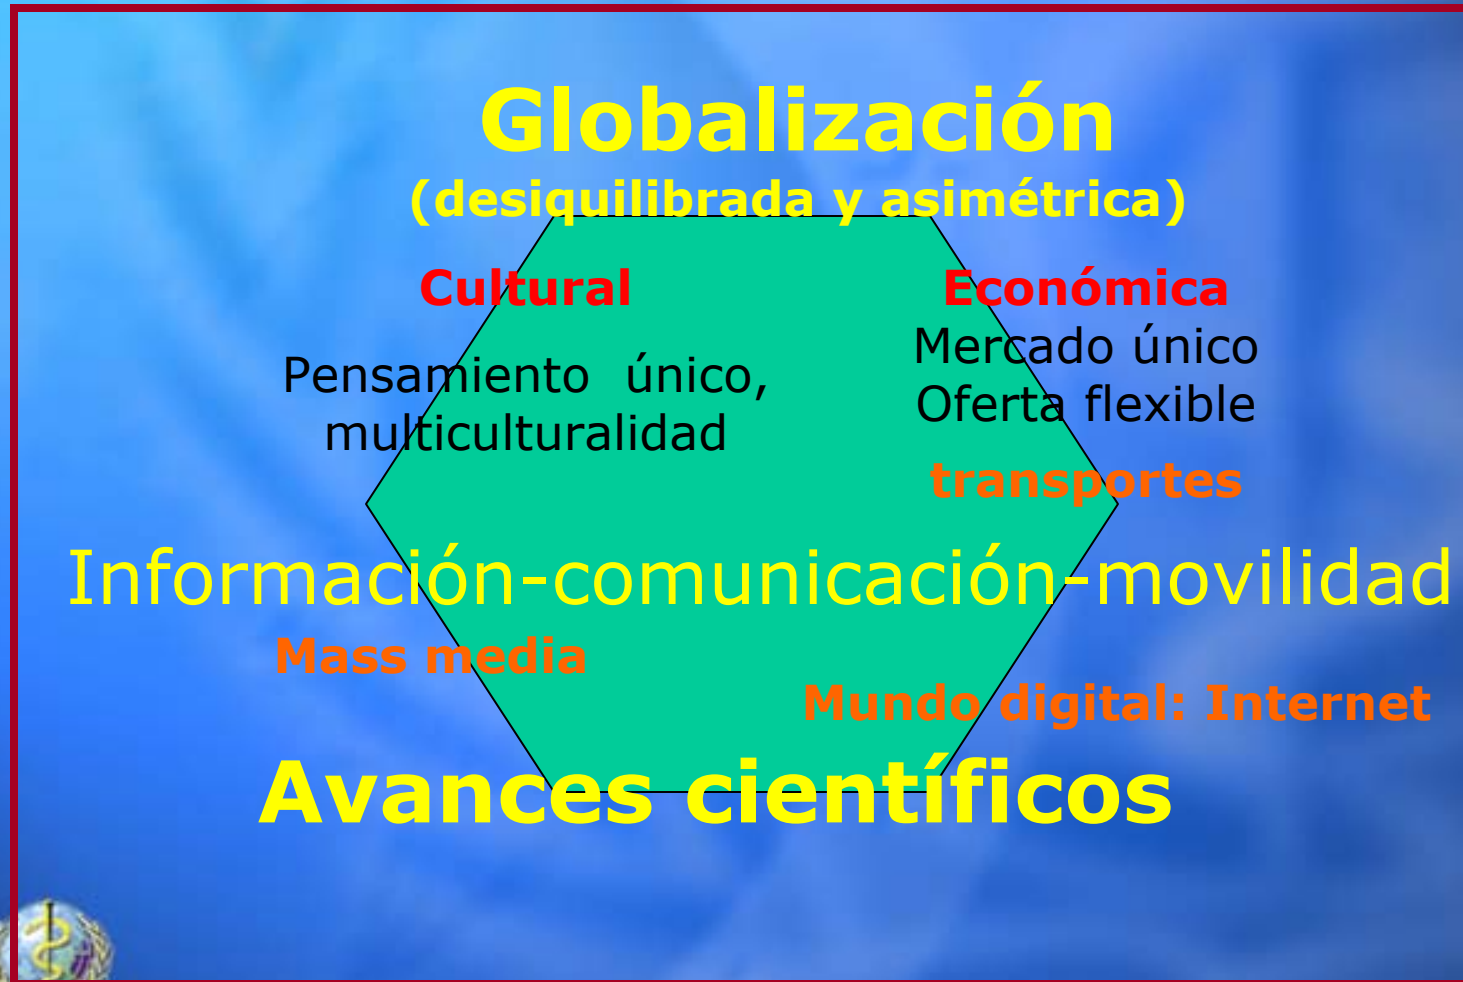 Globalización
(desiquilibrada y asimétrica)
Cultural
Pensamiento  único,
multiculturalidad
Económica
Mercado único
Oferta flexible
transportes
Información-comunicación-movilidad
Mass media
Mundo digital: Internet
Avances científicos